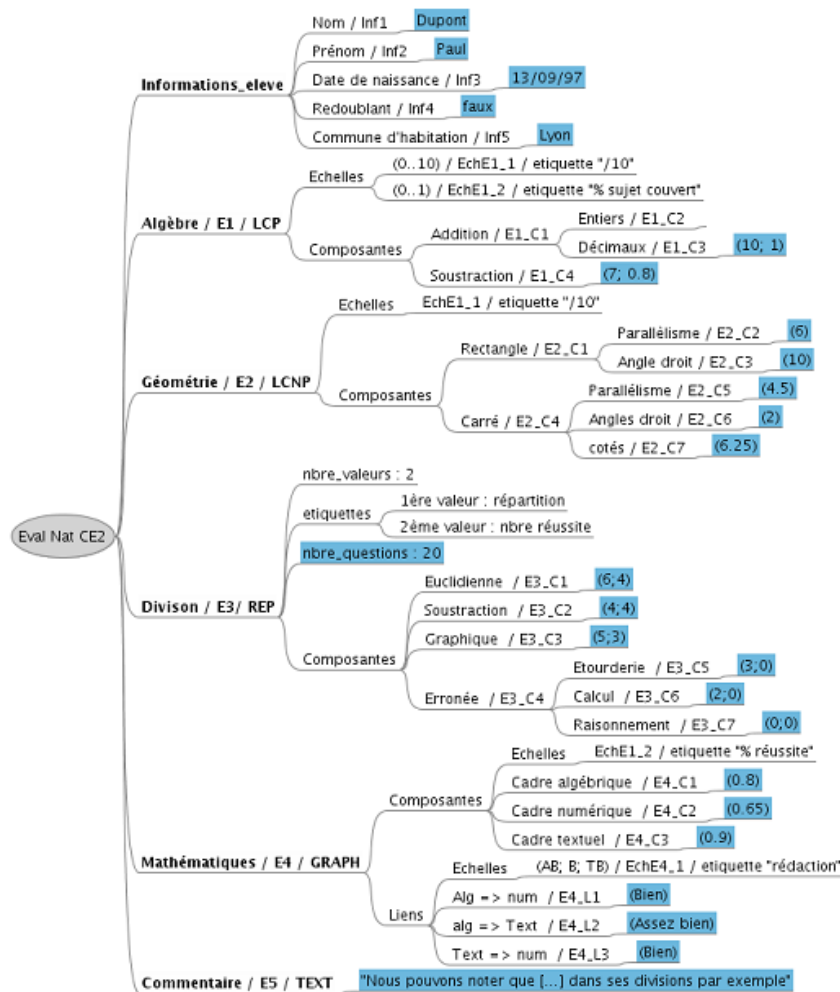 Eval Nat CE2
Informations_eleve
Nom / Inf1 Dupont
Prénom / Inf2 Paul
Date de naissance / Inf3 13/09/97
Redoublant / Inf4 faux
Commune d'habitation / Inf5 Lyon
Algèbre / E1 / LCP
Echelles
(0..10) / EchE1_1 / etiquette "/10"
(0..1) / EchE1_2 / etiquette "% sujet couvert"
Composantes
Addition / E1_C1
Entiers / E1_C2
Décimaux / E1_C3 (10; 1)
Soustraction / E1_C4 (7; 0.8)
Géométrie / E2 / LCNP
Echelles
EchE1_1 / etiquette "/10"
Composantes
Rectangle / E2_C1
Parallélisme / E2_C2 (6)
Angle droit / E2_C3 (10)
Carré / E2_C4
Parallélisme / E2_C5 (4.5)
Angles droit / E2_C6 (2)
cotés / E2_C7 (6.25)
Divison / E3/ REP
nbre_valeurs : 2
etiquettes
1ère valeur : répartition
2ème valeur : nbre réussite
nbre_questions : 20
Composantes
Euclidienne / E3_C1 (6;4)
Soustraction / E3_C2 (4;4)
Graphique / E3_C3 (5;3)
Erronée / E3_C4
Etourderie / E3_C5 (3;0)
Calcul / E3_C6 (2;0)
Raisonnement / E3_C7 (0;0)
Mathématiques / E4 / GRAPH
Composantes
Echelles EchE1_2 / etiquette "% réussite"
Cadre algébrique / E4_C1 (0.8)
Cadre numérique / E4_C2 (0.65)
Cadre textuel / E4_C3 (0.9)
Liens
Echelles (AB; B; TB) / EchE4_1 / etiquette "rédaction"
Alg => num / E4_L1 (Bien)
alg => Text / E4_L2 (Assez bien)
Text => num / E4_L3 (Bien)
Commentaire / E5 / TEXT "Nous pouvons noter que [...] dans ses divisions par exemple"